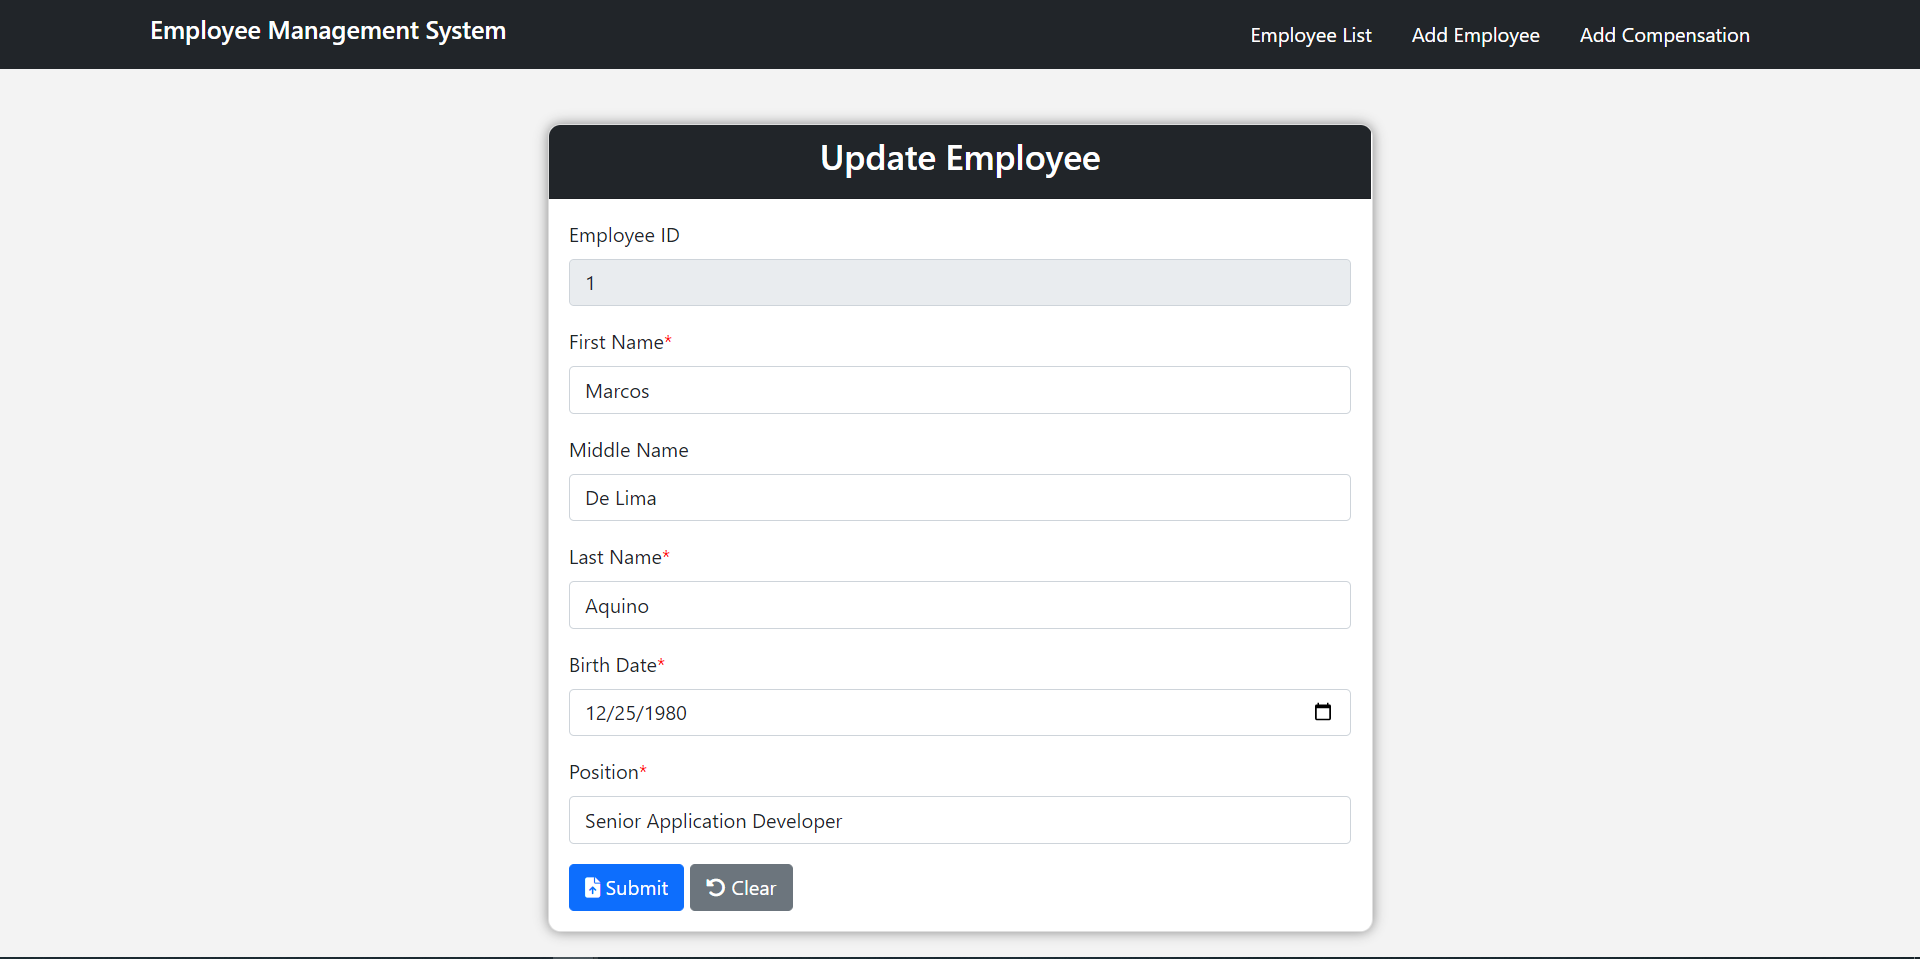 Employee Management System
Employee List
Add Employee
Add Compensation
Update Employee
Employee ID
1
First Name*
Marcos
Middle Name
De Lima
Last Name*
Aquino
Birth Date*
12/25/1980
Position*
Senior Application Developer
Submit
Clear